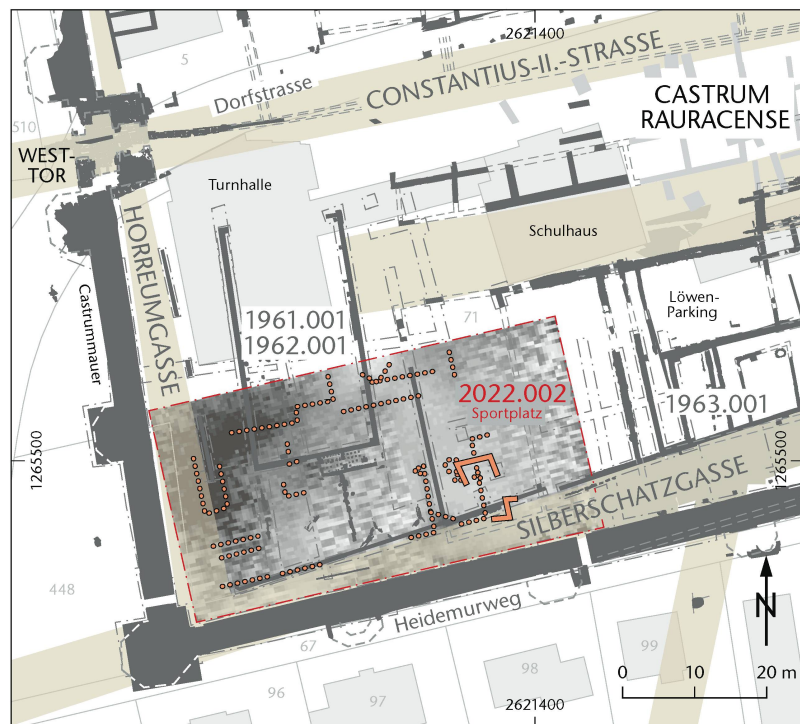 2621400
5
Dorfstrasse
CONSTANTIUS-II.-STRASSE
CASTRUM
RAURACENSE
510
WEST-
TOR
Turnhalle
HORREUMGASSE
Schulhaus
Castrummauer
Löwen-
Parking
1961.001
1962.001
71
2022.002
Sportplatz
1963.001
1265500
1265500
SILBERSCHATZGASSE
448
Heidemurweg
N
67
98
99
96
97
0 10 20 m
2621400